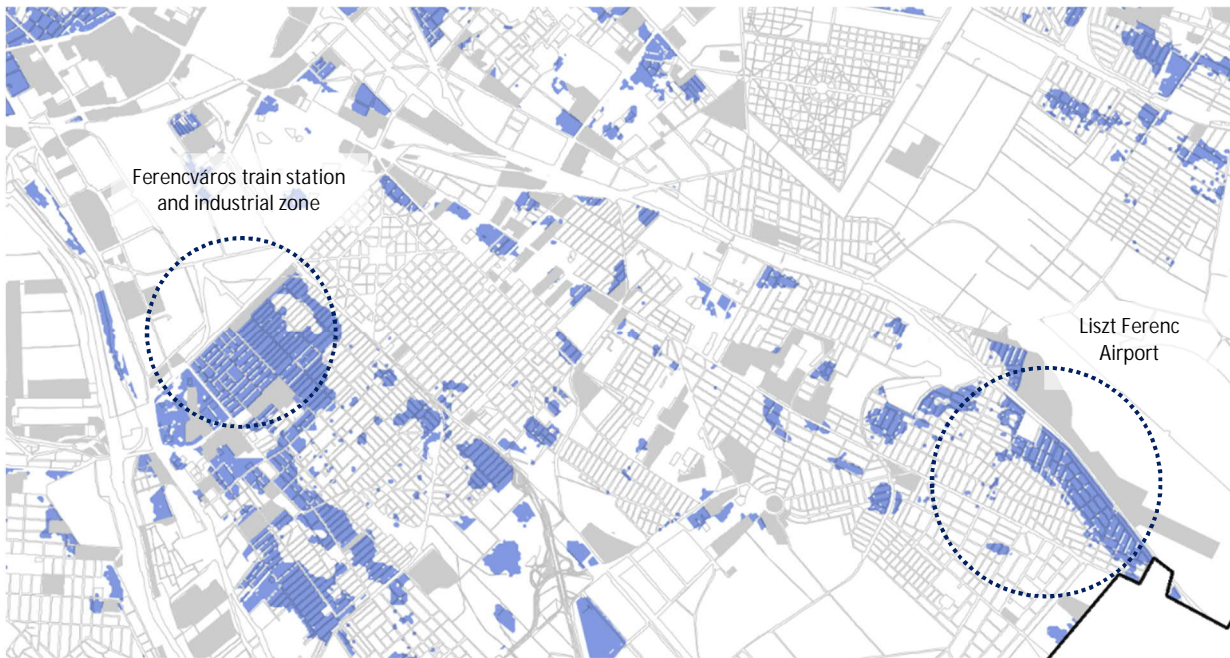 Ferencváros train station
and industrial zone
Liszt Ferenc
Airport